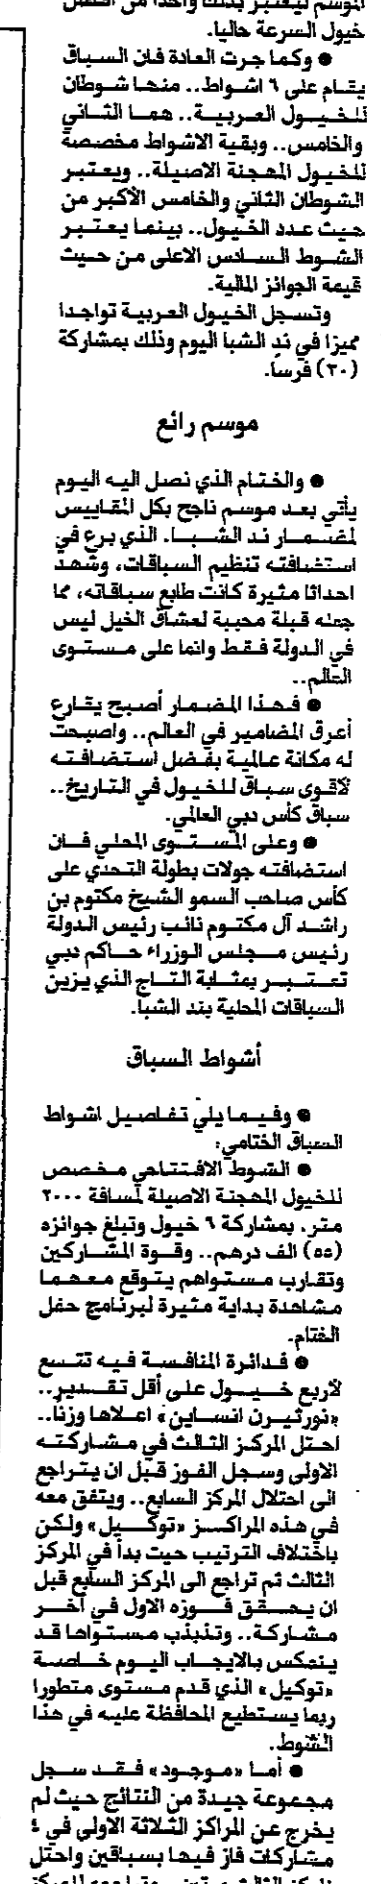 الموسم ليعتبر بذلك واحدا من افضل
خيول السرعة حاليا.
● وكما جرت العادة فان السباق
يقام على ٦ اشواط.. منها شوطان
للخيول العربية.. هما الثاني
والخامس.. وبقية الاشواط مخصصة
للخيول المهجنة الاصيلة.. ويعتبر
الشوطان الثاني والخامس الأكبر من
حيث عدد الخيول.. بينما يعتبر
الشوط السادس الاعلى من حيث
قيمة الجوائز المالية.
وتسجل الخيول العربية تواجدا
مميزا في ند الشبا اليوم وذلك بمشاركة
(٣٠) فرساً.
موسم رائع
● والختام الذي نصل اليه اليوم
يأتي بعد موسم ناجح بكل المقاييس
لمضمار ند الشبا. الذي برع في
استضافته تنظيم السباقات، وشهد
احداثا مثيرة كانت طابع سباقاته، مما
جعله قبلة محببة لعشاق الخيل ليس
في الدولة فقط وانما على مستوى
العالم..
● فهذا المضمار أصبح يقارع
أعرق المضامير في العالم.. واصبحت
له مكانة عالمية بفضل استضافته
لأقوى سباق للخيول في التاريخ..
سباق كأس دبي العالمي.
● وعلى المستوى المحلي فان
استضافته جولات بطولة التحدي على
كأس صاحب السمو الشيخ مكتوم بن
راشد آل مكتوم نائب رئيس الدولة
رئيس مجلس الوزراء حاكم دبي
تعتبر بمثابة التاج الذي يزين
السباقات المحلية بند الشبا.
أشواط السباق
● وفيما يلي تفاصيل اشواط
السباق الختامي:
● الشوط الافتتاحي مخصص
للخيول المهجنة الاصيلة لمسافة ٢٠٠٠
متر. بمشاركة ٦ خيول وتبلغ جوائزه
(٥٥) الف درهم.. وقوة المشاركين
وتقارب مستواهم يتوقع معهما
مشاهدة بداية مثيرة لبرنامج حفل
الختام.
● فدائرة المنافسة فيه تتسع
لأربع خيول على أقل تقدير..
«نورثيرن انساين» اعلاها وزنا..
احتل المركز الثالث في مشاركته
الاولى وسجل الفوز قبل ان يتراجع
الى احتلال المركز السابع.. ويتفق معه
في هذه المراكز «توكيل» ولكن
باختلاف الترتيب حيث بدأ في المركز
الثالث ثم تراجع الى المركز السابع قبل
ان يحقق فوزه الاول في آخر
مشاركة.. وتذبذب مستواها قد
ينعكس بالايجاب اليوم خاصة
«توكيل» الذي قدم مستوى متطورا
ربما يستطيع المحافظة عليه في هذا
الشوط.
● أما «موجود» فقد سجل
مجموعة جيدة من النتائج حيث لم
يخرج عن المراكز الثلاثة الاولى في ٤
مشاركات فاز فيها بسباقين واحتل